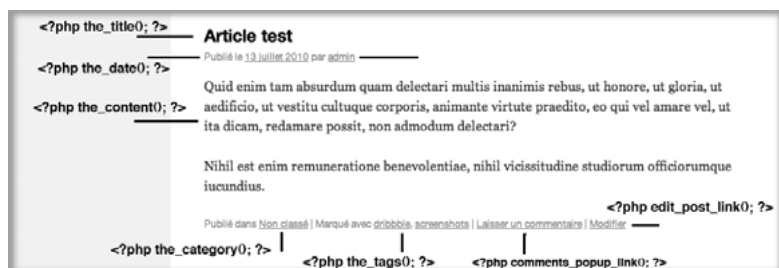 <?php the_title(); ?>
Article test
Publié le 13 juillet 2010 par admin
<?php the_date(); ?>
Quid enim tam absurdum quam delectari multis inanimis rebus, ut honore, ut gloria, ut
<?php the_content(); ?>
aedificio, ut vestitu cultuque corporis, animante virtute praedito, eo qui vel amare vel, ut
ita dicam, redamare possit, non admodum delectari?
Nihil est enim remuneratione benevolentiae, nihil vicissitudine studiorum officiorumque
iucundius.
<?php edit_post_link(); ?>
Publié dans Non classé | Marqué avec dribbble, screenshots | Laisser un commentaire | Modifier
<?php the_category(); ?>
<?php the_tags(); ?>
<?php comments_popup_link(); ?>